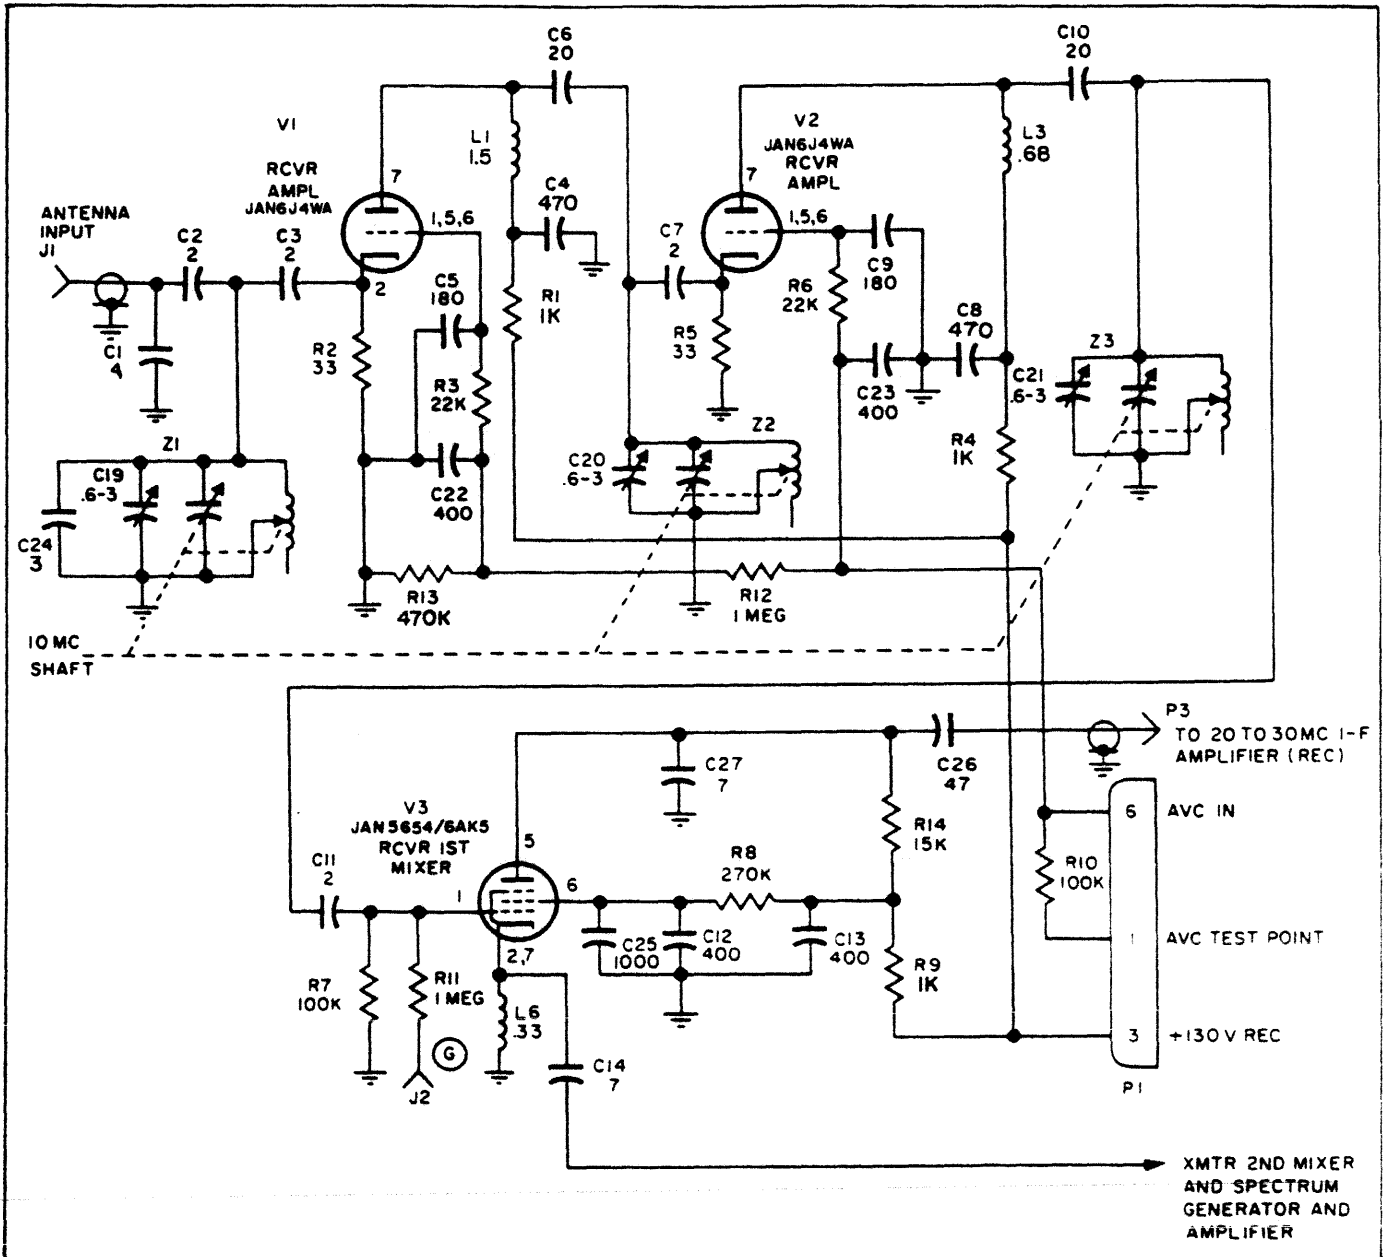 C6
20
C10
20
V1
RCVR
AMPL
JAN6J4WA
7
1,5,6
2
L1
1.5
C4
470
V2
JAN6J4WA
RCVR
AMPL
7
1,5,6
L3
.68
ANTENNA
INPUT
J1
C2
2
C3
2
C1
4
C5
180
R1
1K
C7
2
R6
22K
C9
180
C8
470
R2
33
R3
22K
R5
33
C23
400
C21
.6-3
Z3
R4
1K
Z1
C19
.6-3
C24
3
C22
400
C20
.6-3
Z2
R13
470K
R12
1 MEG
10 MC
SHAFT
P3
TO 20 TO 30MC I-F
AMPLIFIER (REC)
C27
7
C26
47
V3
JAN5654/6AK5
RCVR 1ST
MIXER
5
1
6
2,7
C11
2
R8
270K
R14
15K
R10
100K
6
AVC IN
1
AVC TEST POINT
3
+130 V REC
P1
C25
1000
C12
400
C13
400
R9
1K
R7
100K
R11
1 MEG
G
J2
L6
.33
C14
7
XMTR 2ND MIXER
AND SPECTRUM
GENERATOR AND
AMPLIFIER